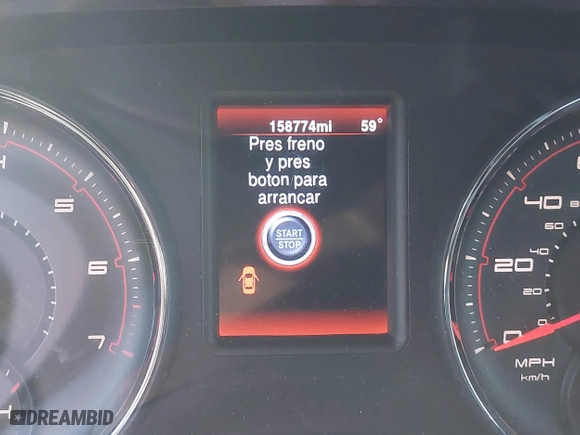 158774mi 59°
Pres freno
y pres
boton para
arrancar
START
STOP
5
6
7
H
40
60
20
40
20
0
0
MPH
km/h
DREAMBID